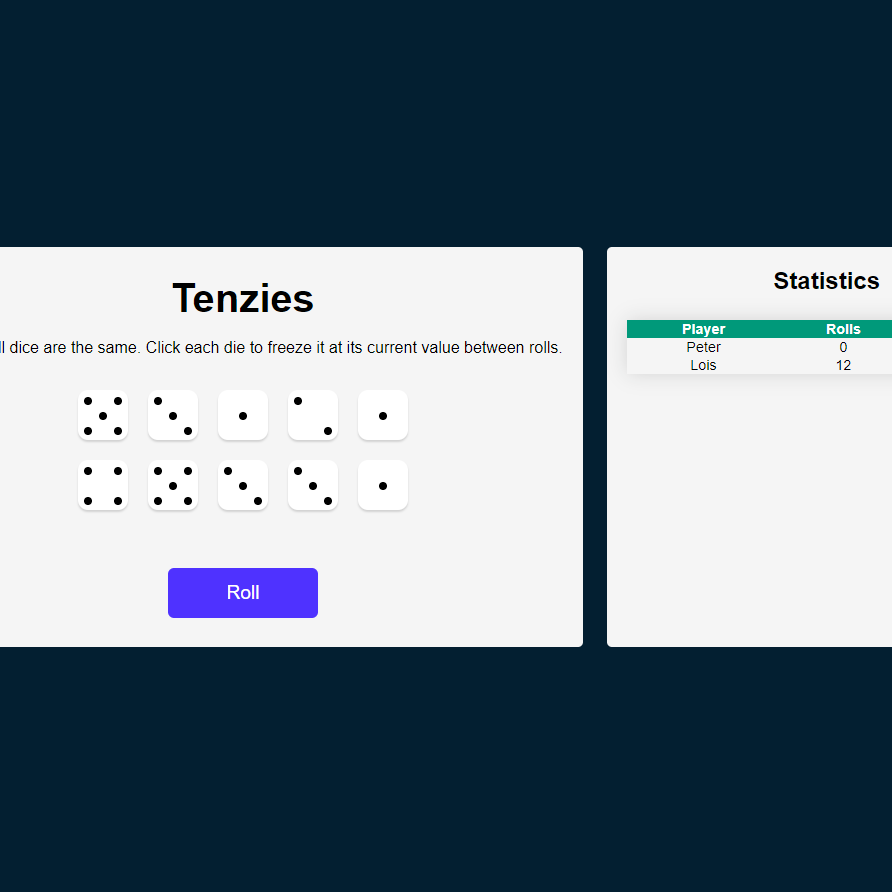 Tenzies
dice are the same. Click each die to freeze it at its current value between rolls.
Roll
Statistics
Player Rolls
Peter 0
Lois 12